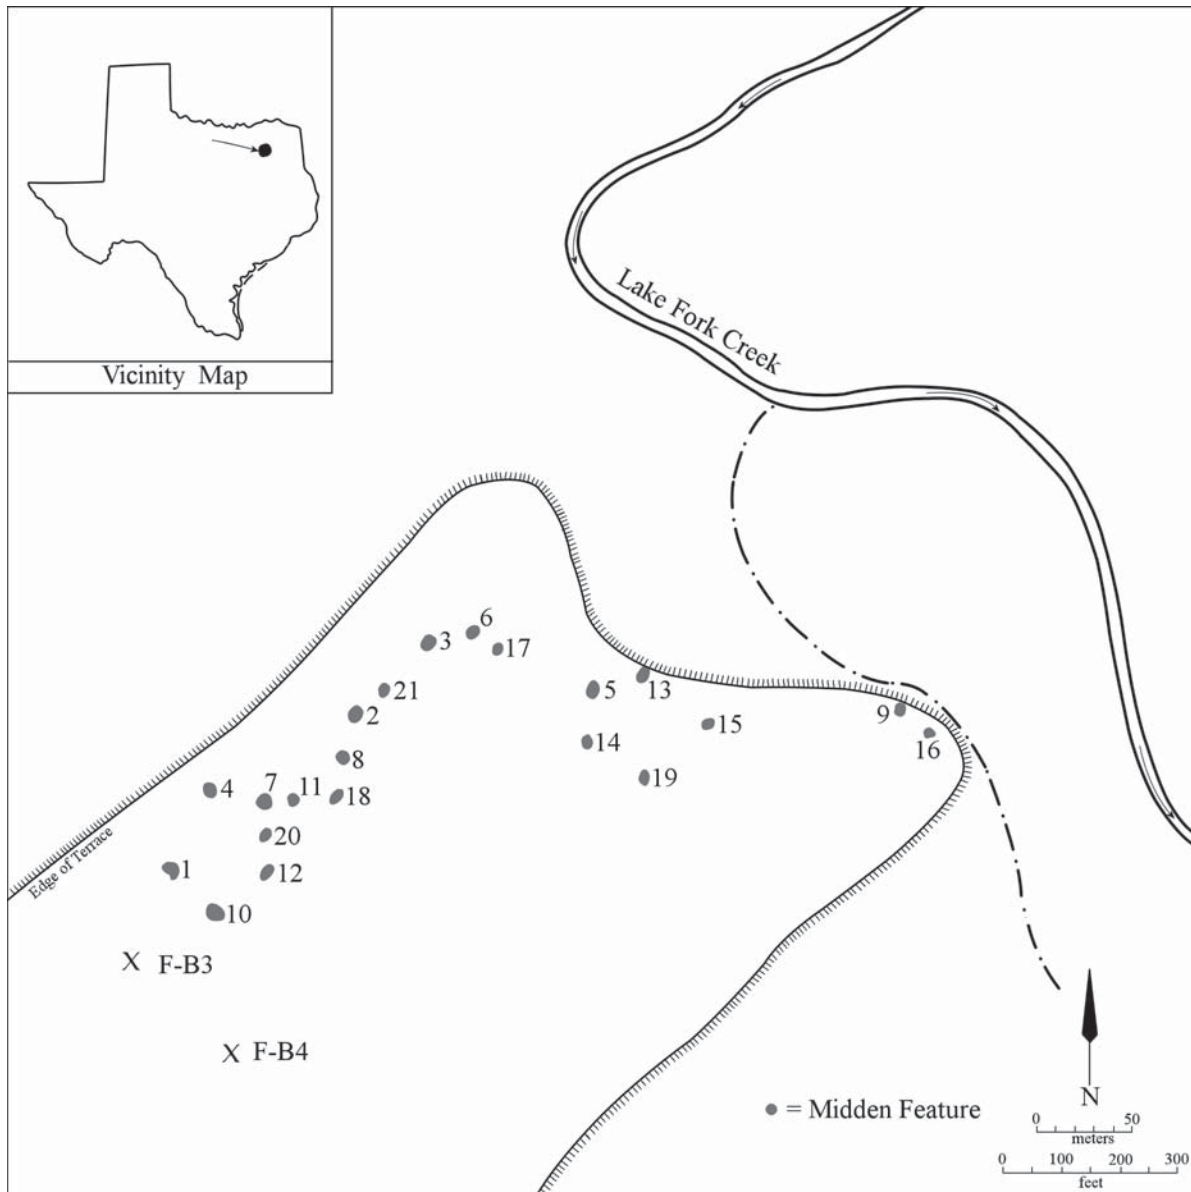 Vicinity Map
Lake Fork Creek
6
3
17
21
5
13
2
9
15
14
16
8
19
4
7
11
18
20
Edge of Terrace
1
12
10
F-B3
X
F-B4
X
N
= Midden Feature
0 50
meters
0 100 200 300
feet